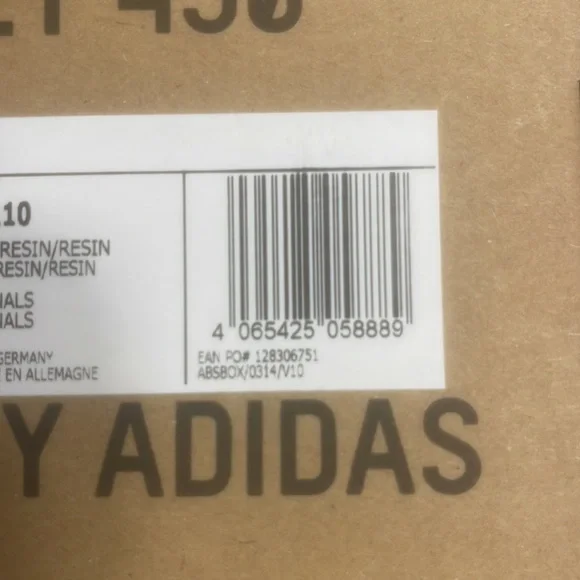 450
10
RESIN/RESIN
RESIN/RESIN
IALS
IALS
GERMANY
EN ALLEMAGNE
4 065425 058889
EAN PO# 128306751
ABSBOX/0314/V10
Y ADIDAS